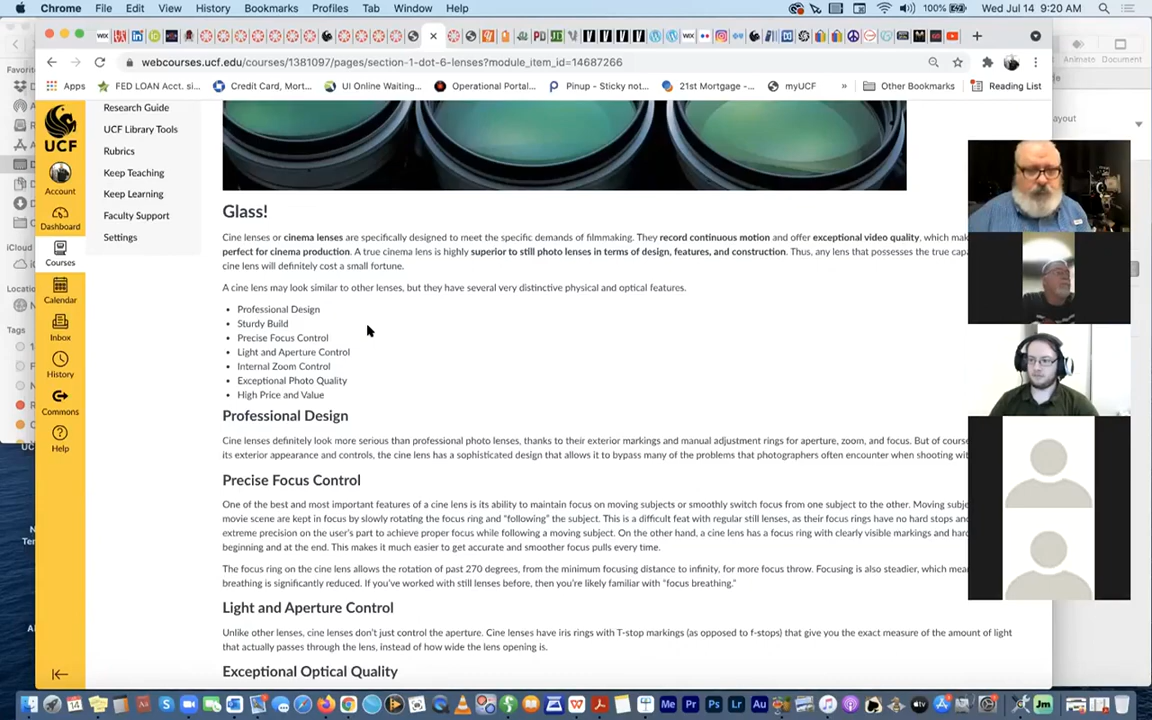 Chrome File Edit View History Bookmarks Profiles Tab Window Help 100% Wed Jul 14 9:20 AM
webcourses.ucf.edu/courses/1381097/pages/section-1-dot-6-lenses?module_item_id=14687266
Apps FED LOAN Acct. si... Credit Card, Mort... UI Online Waiting... Operational Portal... Pinup - Sticky not... 21st Mortgage -... myUCF » Other Bookmarks Reading List
Animate Document
Favorit
iCloud
Locatio
Tags
UCF
Account
Dashboard
Courses
Calendar
Inbox
History
Commons
Help
Research Guide
UCF Library Tools
Rubrics
Keep Teaching
Keep Learning
Faculty Support
Settings
Glass!
Cine lenses or cinema lenses are specifically designed to meet the specific demands of filmmaking. They record continuous motion and offer exceptional video quality, which mak
perfect for cinema production. A true cinema lens is highly superior to still photo lenses in terms of design, features, and construction. Thus, any lens that possesses the true capa
cine lens will definitely cost a small fortune.
A cine lens may look similar to other lenses, but they have several very distinctive physical and optical features.
• Professional Design
• Sturdy Build
• Precise Focus Control
• Light and Aperture Control
• Internal Zoom Control
• Exceptional Photo Quality
• High Price and Value
Professional Design
Cine lenses definitely look more serious than professional photo lenses, thanks to their exterior markings and manual adjustment rings for aperture, zoom, and focus. But of course
its exterior appearance and controls, the cine lens has a sophisticated design that allows it to bypass many of the problems that photographers often encounter when shooting wit
Precise Focus Control
One of the best and most important features of a cine lens is its ability to maintain focus on moving subjects or smoothly switch focus from one subject to the other. Moving subje
movie scene are kept in focus by slowly rotating the focus ring and “following” the subject. This is a difficult feat with regular still lenses, as their focus rings have no hard stops and
extreme precision on the user's part to achieve proper focus while following a moving subject. On the other hand, a cine lens has a focus ring with clearly visible markings and har
beginning and at the end. This makes it much easier to get accurate and smoother focus pulls every time.
The focus ring on the cine lens allows the rotation of past 270 degrees, from the minimum focusing distance to infinity, for more focus throw. Focusing is also steadier, which mean
breathing is significantly reduced. If you've worked with still lenses before, then you're likely familiar with “focus breathing.”
Light and Aperture Control
Unlike other lenses, cine lenses don't just control the aperture. Cine lenses have iris rings with T-stop markings (as opposed to f-stops) that give you the exact measure of the amount of light
that actually passes through the lens, instead of how wide the lens opening is.
Exceptional Optical Quality